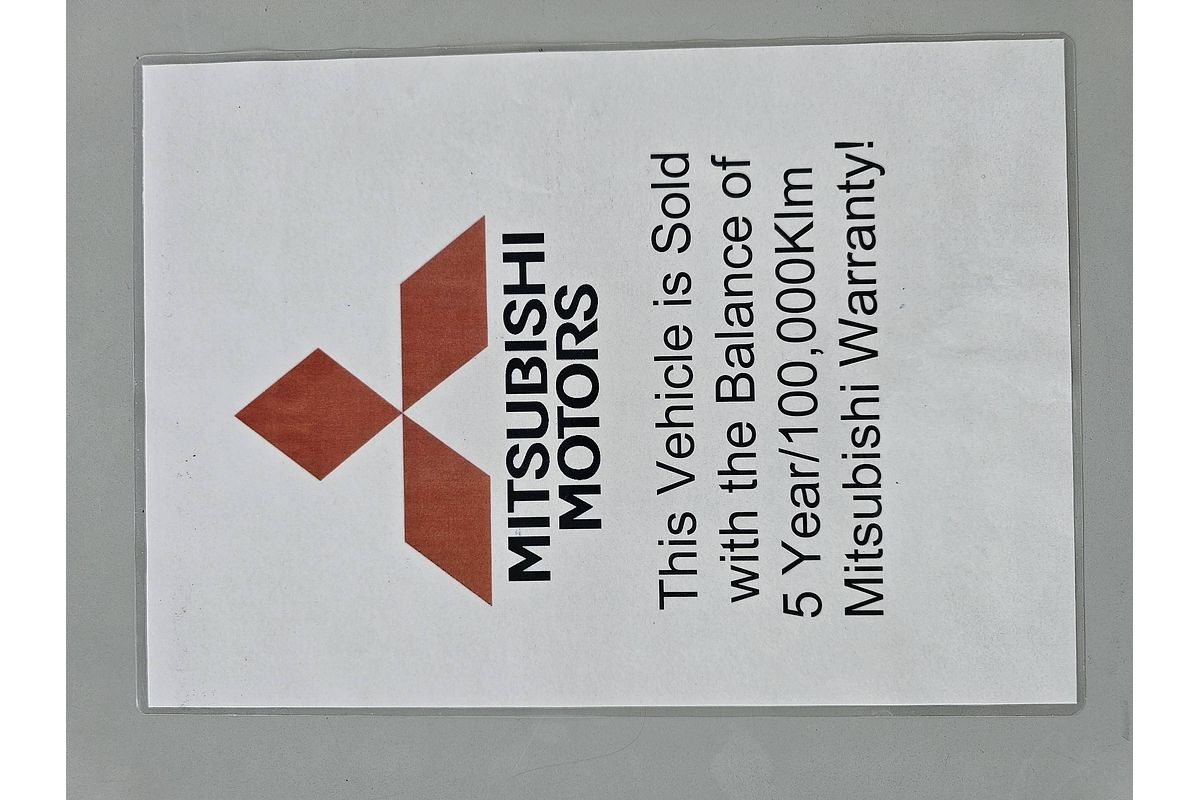 MITSUBISHI
MOTORS
This Vehicle is Sold
with the Balance of
5 Year/100,000Klm
Mitsubishi Warranty!